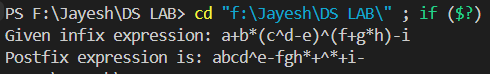 PS F:\Jayesh\DS LAB> cd "f:\Jayesh\DS LAB\" ; if ($?)
Given infix expression: a+b*(c^d-e)^(f+g*h)-i
Postfix expression is: abcd^e-fgh*+^*+i-